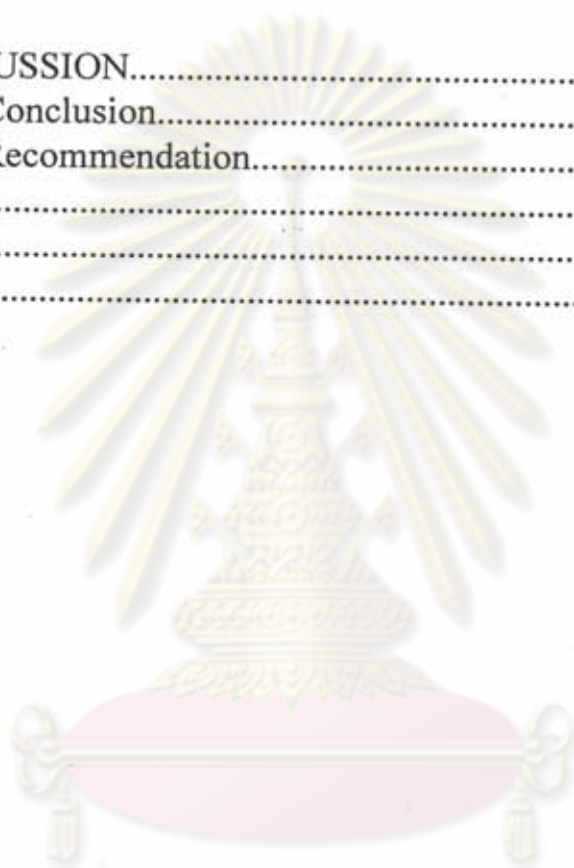 USSION..........................................................
Conclusion.....................................................
Recommendation.........................................
.....................................................................
.....................................................................
.....................................................................